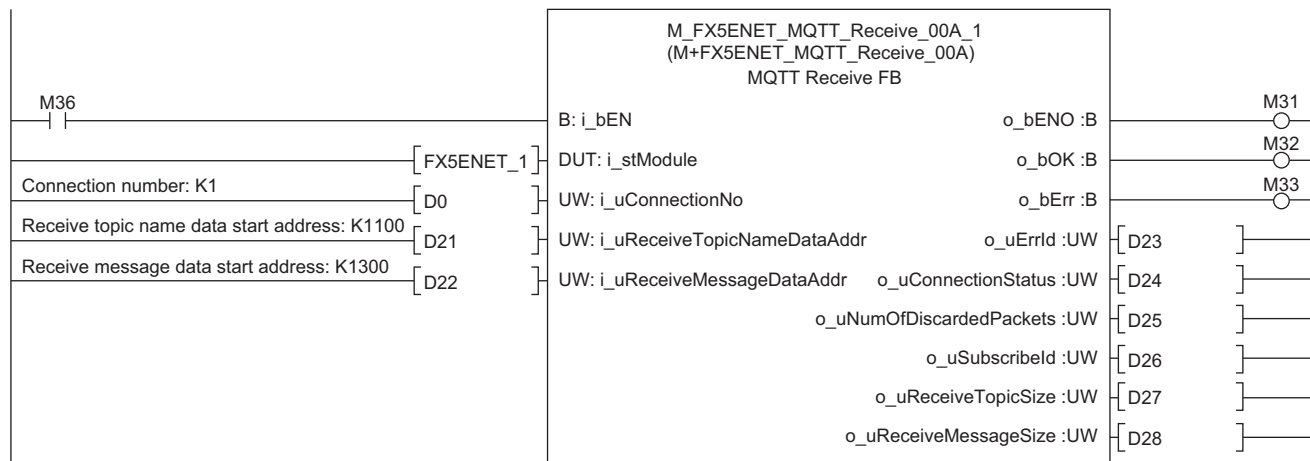 M_FX5ENET_MQTT_Receive_00A_1
(M+FX5ENET_MQTT_Receive_00A)
MQTT Receive FB
M36
B: i_bEN
o_bENO :B
M31
FX5ENET_1
DUT: i_stModule
o_bOK :B
M32
Connection number: K1
D0
UW: i_uConnectionNo
o_bErr :B
M33
Receive topic name data start address: K1100
D21
UW: i_uReceiveTopicNameDataAddr
o_uErrId :UW
D23
Receive message data start address: K1300
D22
UW: i_uReceiveMessageDataAddr
o_uConnectionStatus :UW
D24
o_uNumOfDiscardedPackets :UW
D25
o_uSubscribeId :UW
D26
o_uReceiveTopicSize :UW
D27
o_uReceiveMessageSize :UW
D28